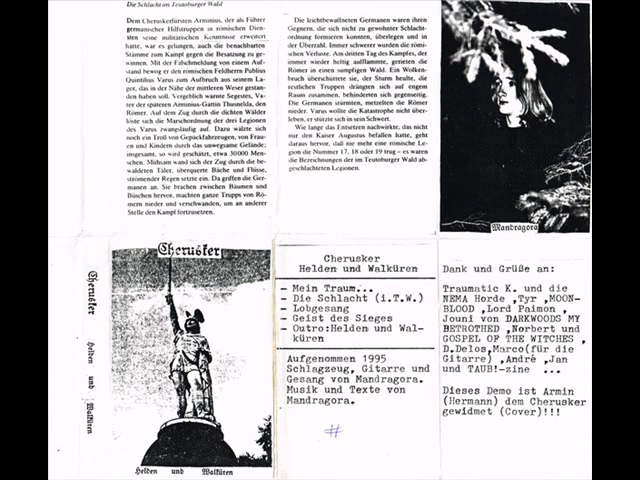 Die Schlacht im Teutoburger Wald
Dem Cheruskerfürsten Arminius, der als Führer
germanischer Hilfstruppen in römischen Dien-
sten seine militärischen Kenntnisse erweitert
hatte, war es gelungen, auch die benachbarten
Stämme zum Kampf gegen die Besatzung zu ge-
winnen. Mit der Falschmeldung von einem Auf-
stand bewog er den römischen Feldherrn Publius
Quintilius Varus zum Aufbruch aus seinem La-
ger, das in der Nähe der mittleren Weser gestan-
den haben soll. Vergeblich warnte Segestes, Va-
ter der späteren Arminius-Gattin Thusnelda, den
Römer. Auf dem Zug durch die dichten Wälder
löste sich die Marschordnung der drei Legionen
des Varus zwangsläufig auf. Dazu wälzte sich
noch ein Troß von Gepäckfahrzeugen, von Frau-
en und Kindern durch das unwegsame Gelände;
insgesamt, so wird geschätzt, etwa 30000 Men-
schen. Mühsam wand sich der Zug durch die be-
waldeten Täler, überquerte Bäche und Flüsse,
strömender Regen setzte ein. Da griffen die Ger-
manen an. Sie brachen zwischen Bäumen und
Büschen hervor, machten ganze Trupps von Rö-
mern nieder und verschwanden, um an anderer
Stelle den Kampf fortzusetzen.
Die leichtbewaffneten Germanen waren ihren
Gegnern, die sich nicht zu gewohnter Schlacht-
ordnung formieren konnten, überlegen und in
der Überzahl. Immer schwerer wurden die römi-
schen Verluste. Am dritten Tag des Kampfes, der
immer wieder heftig aufflammte, gerieten die
Römer in einen sumpfigen Wald. Ein Wolken-
bruch überschüttete sie, der Sturm heulte, die
restlichen Truppen drängten sich auf engem
Raum zusammen, behinderten sich gegenseitig.
Die Germanen stürmten, metzelten die Römer
nieder. Varus wollte die Katastrophe nicht über-
leben, er stürzte sich in sein Schwert.
Wie lange das Entsetzen nachwirkte, das nicht
nur den Kaiser Augustus befallen hatte, geht
daraus hervor, daß nie mehr eine römische Le-
gion die Nummer 17, 18 oder 19 trug – es waren
die Bezeichnungen der im Teutoburger Wald ab-
geschlachteten Legionen.
Mandragora
Cherusker
Helden und Walküren
Cherusker
Helden und Walküren
Cherusker
Helden und Walküren
- Mein Traum...
- Die Schlacht (i.T.W.)
- Lobgesang
- Geist des Sieges
- Outro:Helden und Wal-
küren
Aufgenommen 1995
Schlagzeug, Gitarre und
Gesang von Mandragora.
Musik und Texte von
Mandragora.
#
Dank und Grüße an:
Traumatic K. und die
NEMA Horde ,Tyr ,MOON-
BLOOD ,Lord Faimon ,
Jouni von DARKWOODS MY
BETROTHED ,Norbert und
GOSPEL OF THE WITCHES ,
D.Delos,Marco(für die
Gitarre) ,André ,Jan
und TAUB!-zine ...
Dieses Demo ist Armin
(Hermann) dem Cherusker
gewidmet (Cover)!!!